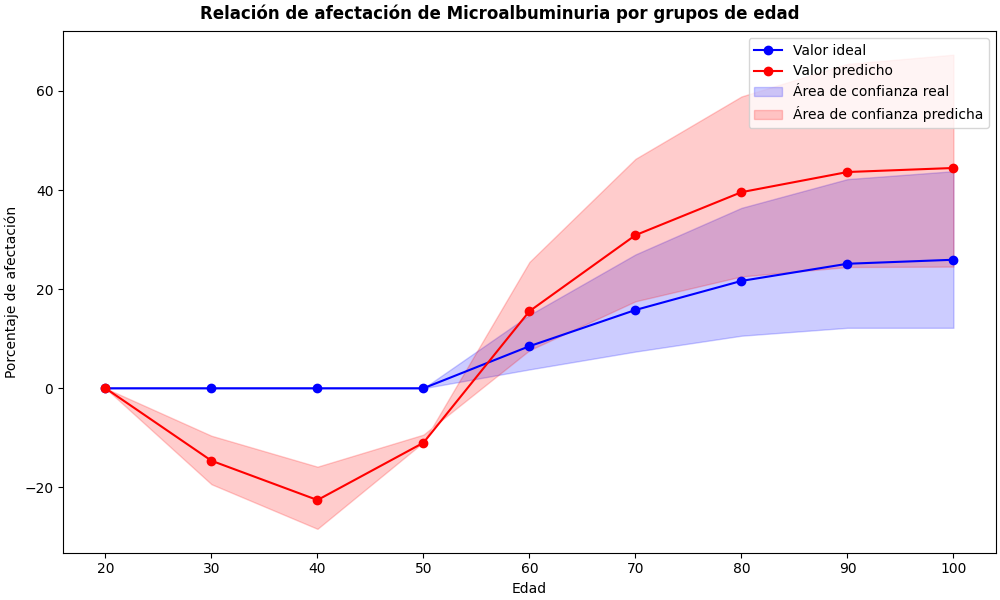 Relación de afectación de Microalbuminuria por grupos de edad
Valor ideal
Valor predicho
Área de confianza real
Área de confianza predicha
Porcentaje de afectación
60
40
20
0
−20
20 30 40 50 60 70 80 90 100
Edad